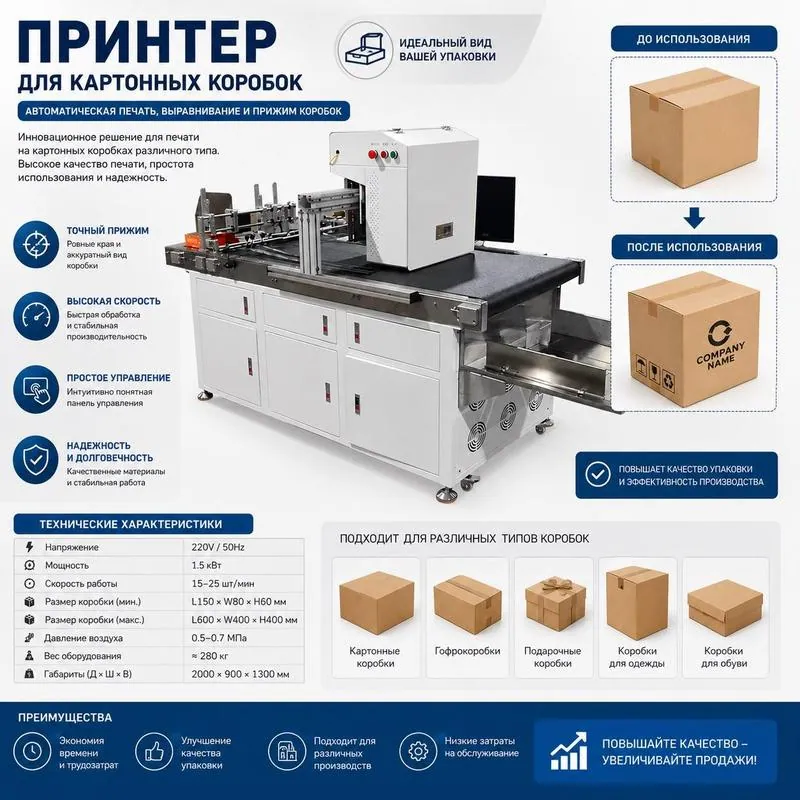 ПРИНТЕР
ДЛЯ КАРТОННЫХ КОРОБОК
АВТОМАТИЧЕСКАЯ ПЕЧАТЬ, ВЫРАВНИВАНИЕ И ПРИЖИМ КОРОБОК
Инновационное решение для печати
на картонных коробках различного типа.
Высокое качество печати, простота
использования и надежность.
ИДЕАЛЬНЫЙ ВИД
ВАШЕЙ УПАКОВКИ
ТОЧНЫЙ ПРИЖИМ
Ровные края и
аккуратный вид
коробки
ВЫСОКАЯ СКОРОСТЬ
Быстрая обработка
и стабильная
производительность
ПРОСТОЕ УПРАВЛЕНИЕ
Интуитивно понятная
панель управления
НАДЕЖНОСТЬ
И ДОЛГОВЕЧНОСТЬ
Качественные материалы
и стабильная работа
ДО ИСПОЛЬЗОВАНИЯ
ПОСЛЕ ИСПОЛЬЗОВАНИЯ
COMPANY
NAME
ПОВЫШАЕТ КАЧЕСТВО УПАКОВКИ
И ЭФФЕКТИВНОСТЬ ПРОИЗВОДСТВА
ТЕХНИЧЕСКИЕ ХАРАКТЕРИСТИКИ
Напряжение 220V / 50Hz
Мощность 1.5 кВт
Скорость работы 15–25 шт/мин
Размер коробки (мин.) L150 × W80 × H60 мм
Размер коробки (макс.) L600 × W400 × H400 мм
Давление воздуха 0.5–0.7 МПа
Вес оборудования ≈ 280 кг
Габариты (Д × Ш × В) 2000 × 900 × 1300 мм
ПОДХОДИТ ДЛЯ РАЗЛИЧНЫХ ТИПОВ КОРОБОК
Картонные
коробки
Гофрокоробки
Подарочные
коробки
Коробки
для одежды
Коробки
для обуви
ПРЕИМУЩЕСТВА
Экономия
времени
и трудозатрат
Улучшение
качества
упаковки
Подходит для
различных
производств
Низкие затраты
на обслуживание
ПОВЫШАЙТЕ КАЧЕСТВО –
УВЕЛИЧИВАЙТЕ ПРОДАЖИ!